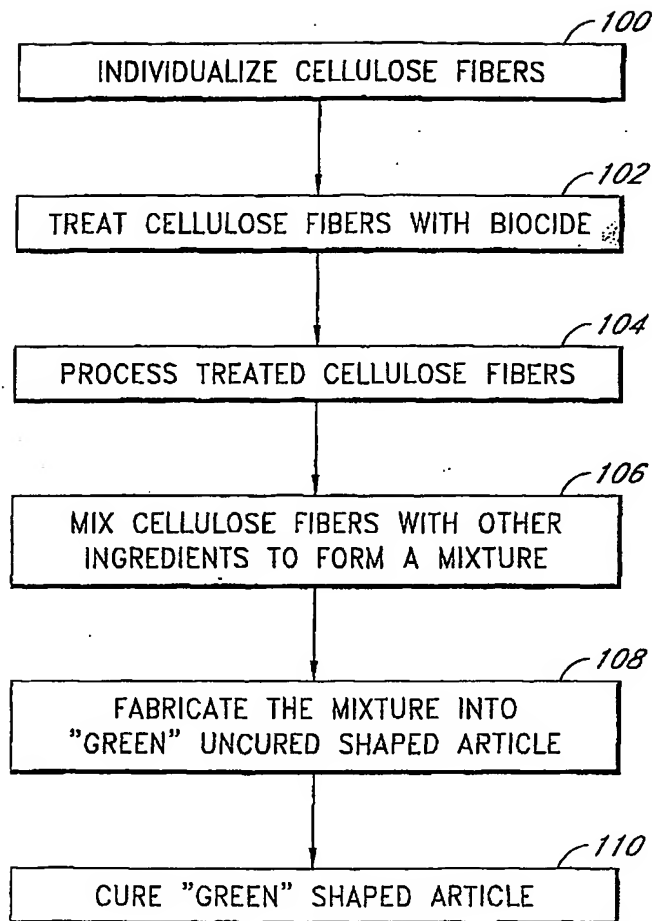 100
INDIVIDUALIZE CELLULOSE FIBERS
102
TREAT CELLULOSE FIBERS WITH BIOCIDE
104
PROCESS TREATED CELLULOSE FIBERS
106
MIX CELLULOSE FIBERS WITH OTHER
INGREDIENTS TO FORM A MIXTURE
108
FABRICATE THE MIXTURE INTO
"GREEN" UNCURED SHAPED ARTICLE
110
CURE "GREEN" SHAPED ARTICLE